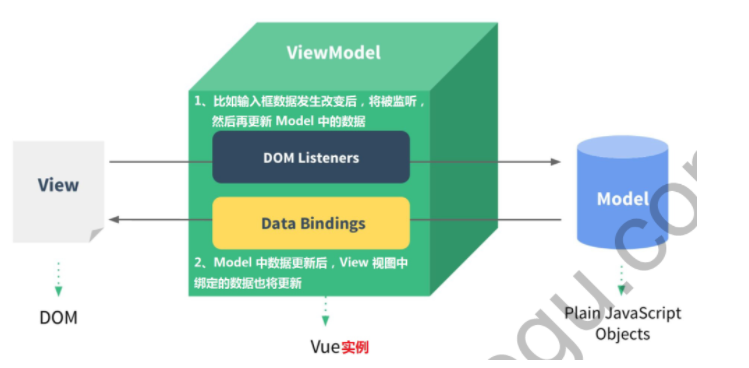 ViewModel
1、比如输入框数据发生改变后，将被监听，
然后再更新 Model 中的数据
DOM Listeners
View
Model
Data Bindings
2、Model 中数据更新后，View 视图中
绑定的数据也将更新
DOM
Vue实例
Plain JavaScript
Objects
gu.co